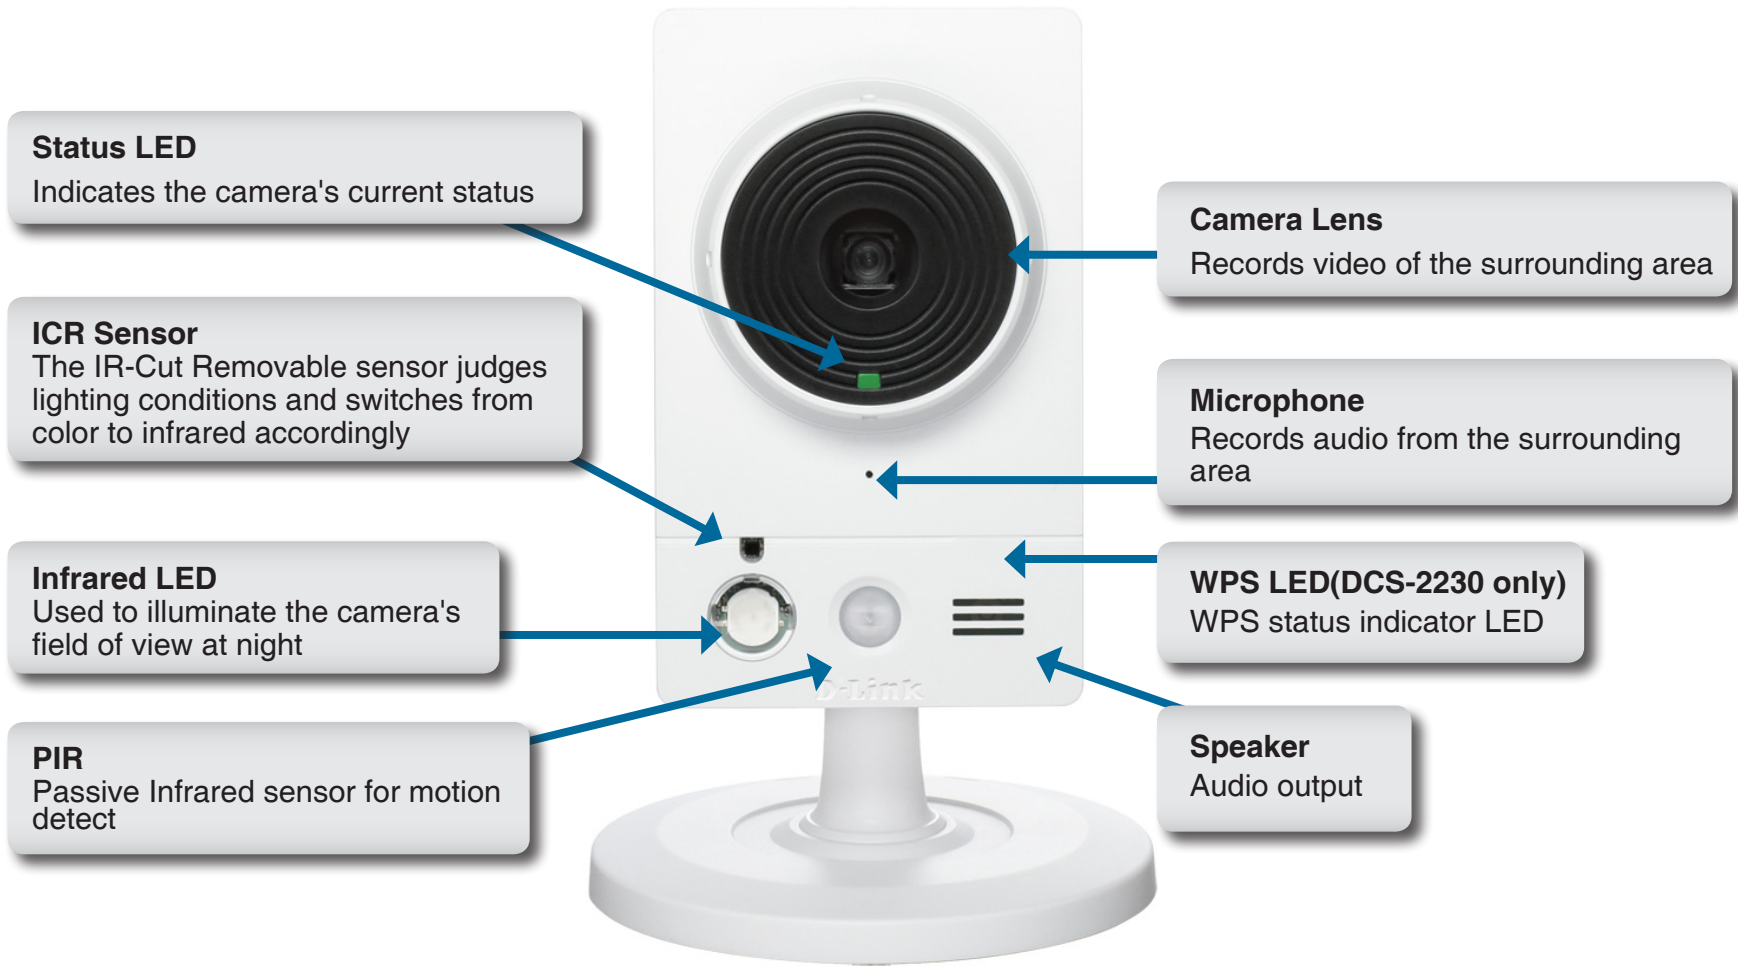 Status LED
Indicates the camera's current status
ICR Sensor
The IR-Cut Removable sensor judges
lighting conditions and switches from
color to infrared accordingly
Infrared LED
Used to illuminate the camera's
field of view at night
PIR
Passive Infrared sensor for motion
detect
Camera Lens
Records video of the surrounding area
Microphone
Records audio from the surrounding
area
WPS LED(DCS-2230 only)
WPS status indicator LED
Speaker
Audio output
D-Link